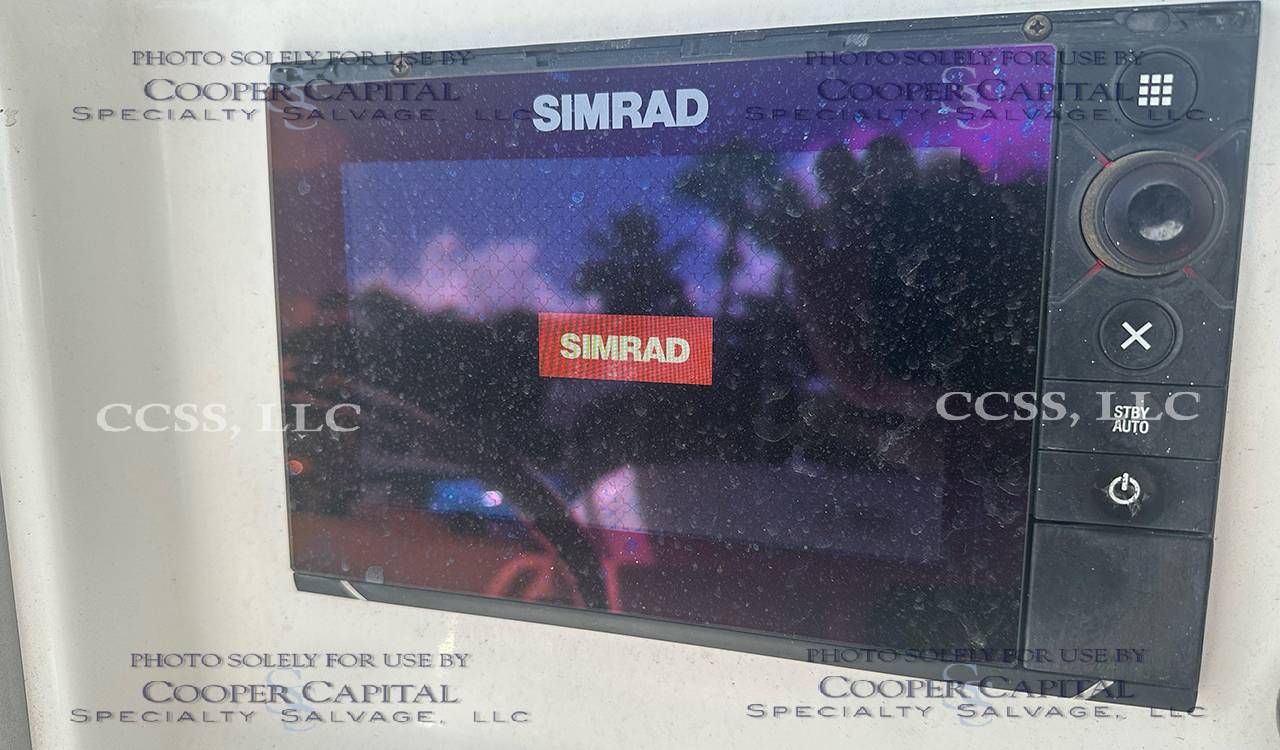 PHOTO SOLELY FOR USE BY
COOPER CAPITAL
SPECIALTY SALVAGE, LLC
PHOTO SOLELY FOR USE BY
COOPER CAPITAL
SPECIALTY SALVAGE, LLC
SIMRAD
SIMRAD
CCSS, LLC
CCSS, LLC
STBY
AUTO
PHOTO SOLELY FOR USE BY
COOPER CAPITAL
SPECIALTY SALVAGE, LLC
PHOTO SOLELY FOR USE BY
COOPER CAPITAL
SPECIALTY SALVAGE, LLC